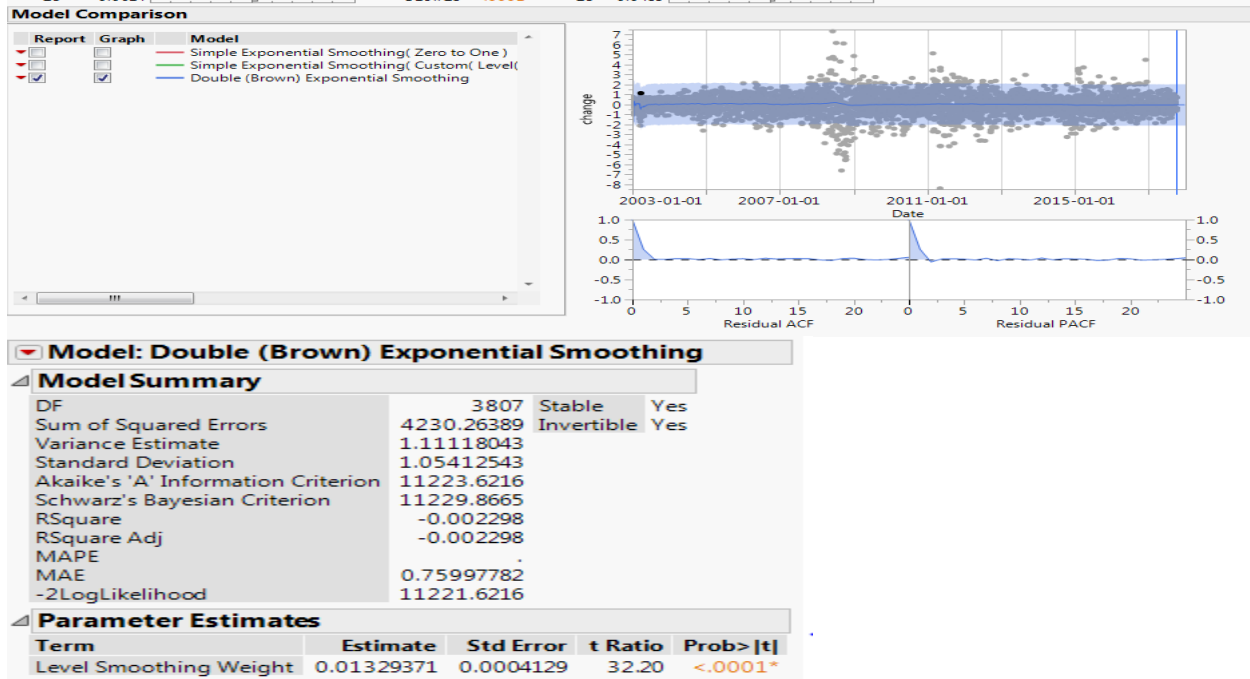 Model Comparison
Report Graph Model
Simple Exponential Smoothing( Zero to One )
Simple Exponential Smoothing( Custom( Level(
Double (Brown) Exponential Smoothing
change
7
6
5
4
3
2
1
0
-1
-2
-3
-4
-5
-6
-7
-8
2003-01-01 2007-01-01 2011-01-01 2015-01-01
Date
1.0 1.0
0.5 0.5
0.0 0.0
-0.5 -0.5
-1.0 -1.0
0 5 10 15 20 0 5 10 15 20
Residual ACF Residual PACF
Model: Double (Brown) Exponential Smoothing
Model Summary
DF 3807 Stable Yes
Sum of Squared Errors 4230.26389 Invertible Yes
Variance Estimate 1.11118043
Standard Deviation 1.05412543
Akaike's 'A' Information Criterion 11223.6216
Schwarz's Bayesian Criterion 11229.8665
RSquare -0.002298
RSquare Adj -0.002298
MAPE .
MAE 0.75997782
-2LogLikelihood 11221.6216
Parameter Estimates
Term Estimate Std Error t Ratio Prob>|t|
Level Smoothing Weight 0.01329371 0.0004129 32.20 <.0001*